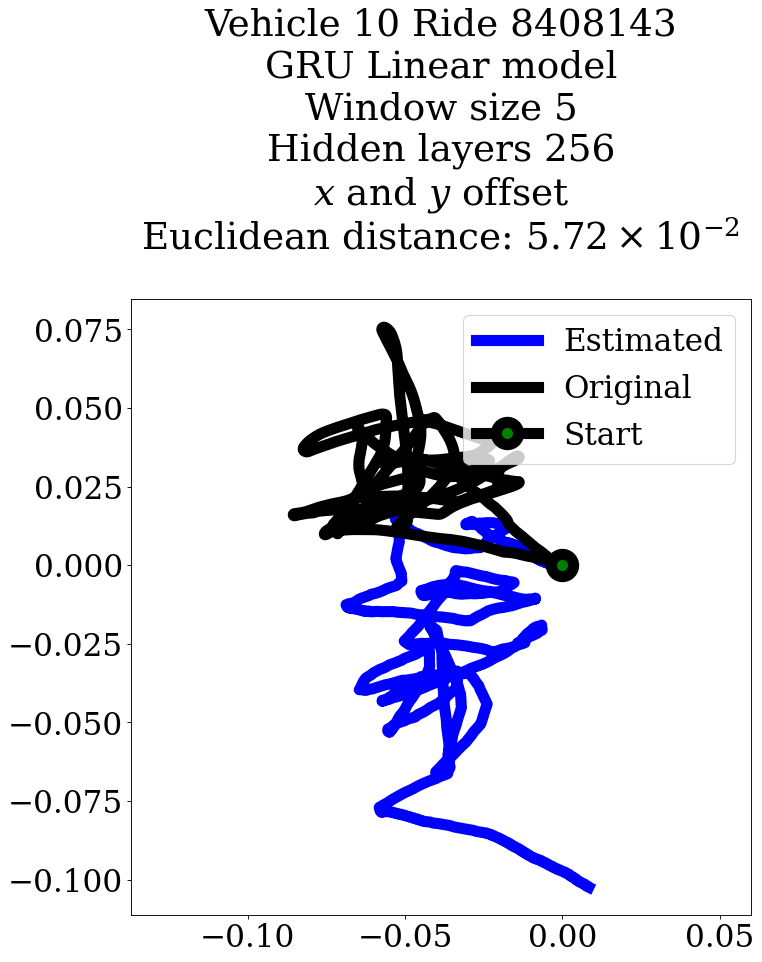 Vehicle 10 Ride 8408143
GRU Linear model
Window size 5
Hidden layers 256
x and y offset
Euclidean distance: 5.72 × 10⁻²
Estimated
Original
Start
0.075
0.050
0.025
0.000
−0.025
−0.050
−0.075
−0.100
−0.10 −0.05 0.00 0.05